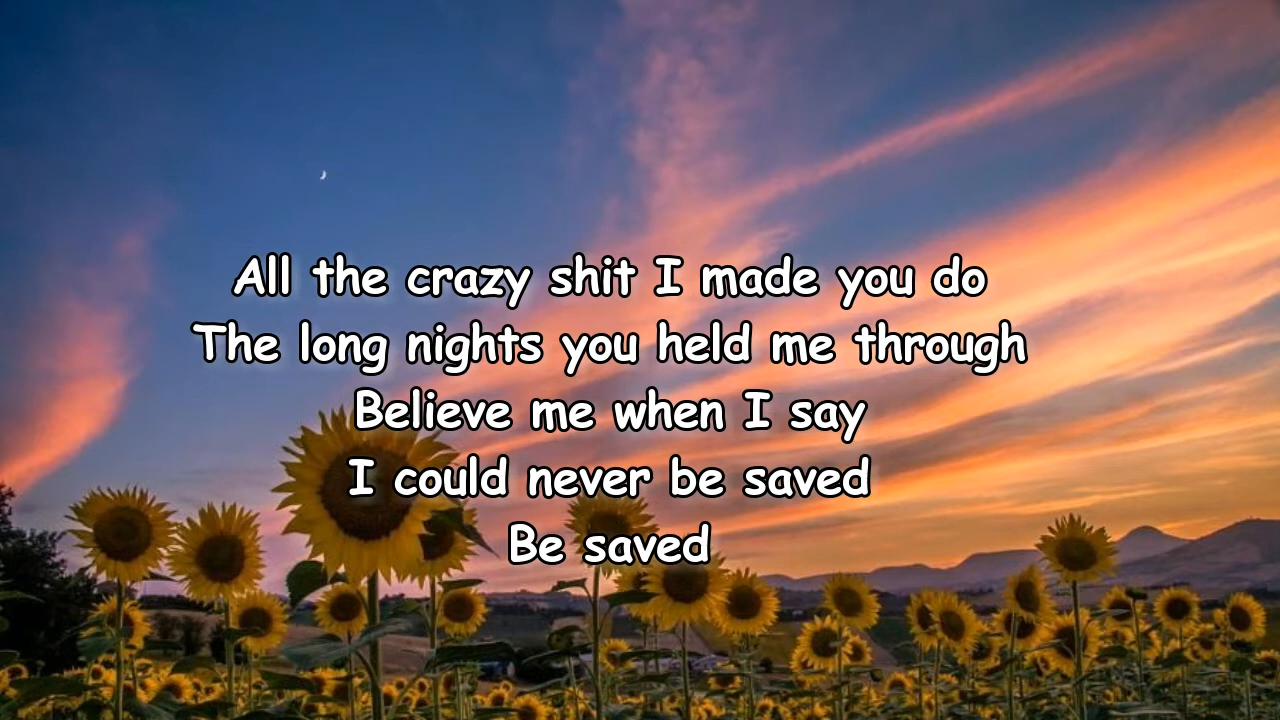 All the crazy shit I made you do
The long nights you held me through
Believe me when I say
I could never be saved
Be saved